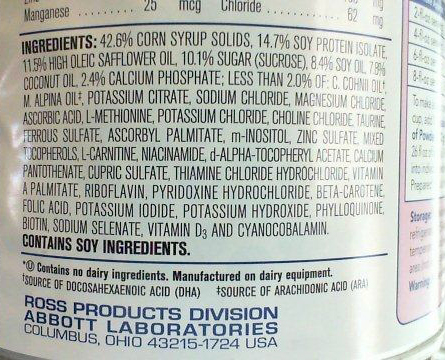 Manganese 25 mcg Chloride 62 mg
INGREDIENTS: 42.6% CORN SYRUP SOLIDS, 14.7% SOY PROTEIN ISOLATE,
11.5% HIGH OLEIC SAFFLOWER OIL, 10.1% SUGAR (SUCROSE), 8.4% SOY OIL, 7.8%
COCONUT OIL, 2.4% CALCIUM PHOSPHATE; LESS THAN 2.0% OF: C. COHNII OIL†,
M. ALPINA OIL‡, POTASSIUM CITRATE, SODIUM CHLORIDE, MAGNESIUM CHLORIDE,
ASCORBIC ACID, L-METHIONINE, POTASSIUM CHLORIDE, CHOLINE CHLORIDE, TAURINE,
FERROUS SULFATE, ASCORBYL PALMITATE, m-INOSITOL, ZINC SULFATE, MIXED
TOCOPHEROLS, L-CARNITINE, NIACINAMIDE, d-ALPHA-TOCOPHERYL ACETATE, CALCIUM
PANTOTHENATE, CUPRIC SULFATE, THIAMINE CHLORIDE HYDROCHLORIDE, VITAMIN
A PALMITATE, RIBOFLAVIN, PYRIDOXINE HYDROCHLORIDE, BETA-CAROTENE,
FOLIC ACID, POTASSIUM IODIDE, POTASSIUM HYDROXIDE, PHYLLOQUINONE,
BIOTIN, SODIUM SELENATE, VITAMIN D3 AND CYANOCOBALAMIN.
CONTAINS SOY INGREDIENTS.
*Ⓤ Contains no dairy ingredients. Manufactured on dairy equipment.
†SOURCE OF DOCOSAHEXAENOIC ACID (DHA) ‡SOURCE OF ARACHIDONIC ACID (ARA)
ROSS PRODUCTS DIVISION
ABBOTT LABORATORIES
COLUMBUS, OHIO 43215-1724 USA
To make
of Powder
Storage:
Warning: